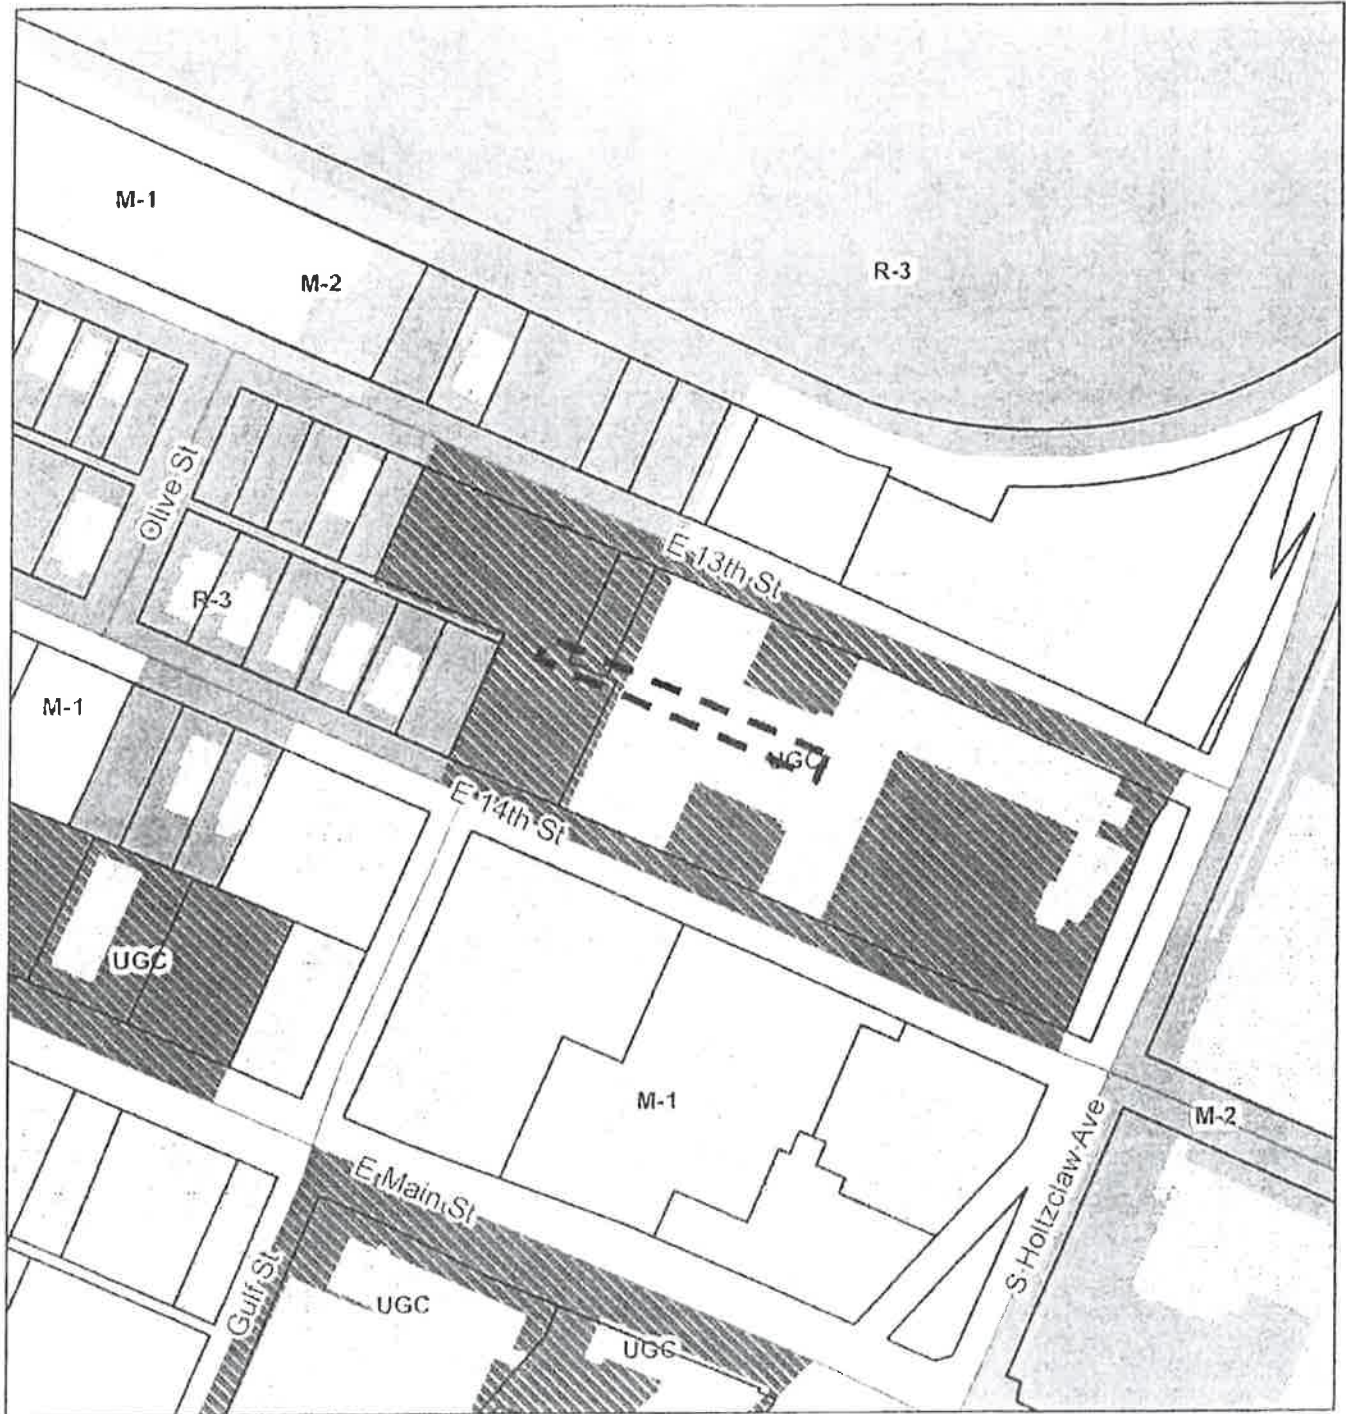 M-1
M-2
R-3
Olive St
E 13th St
R-3
M-1
UGC
E 14th St
UGC
M-1
M-2
E Main St
S Holtzclaw Ave
Gulf St
UGC
UGC